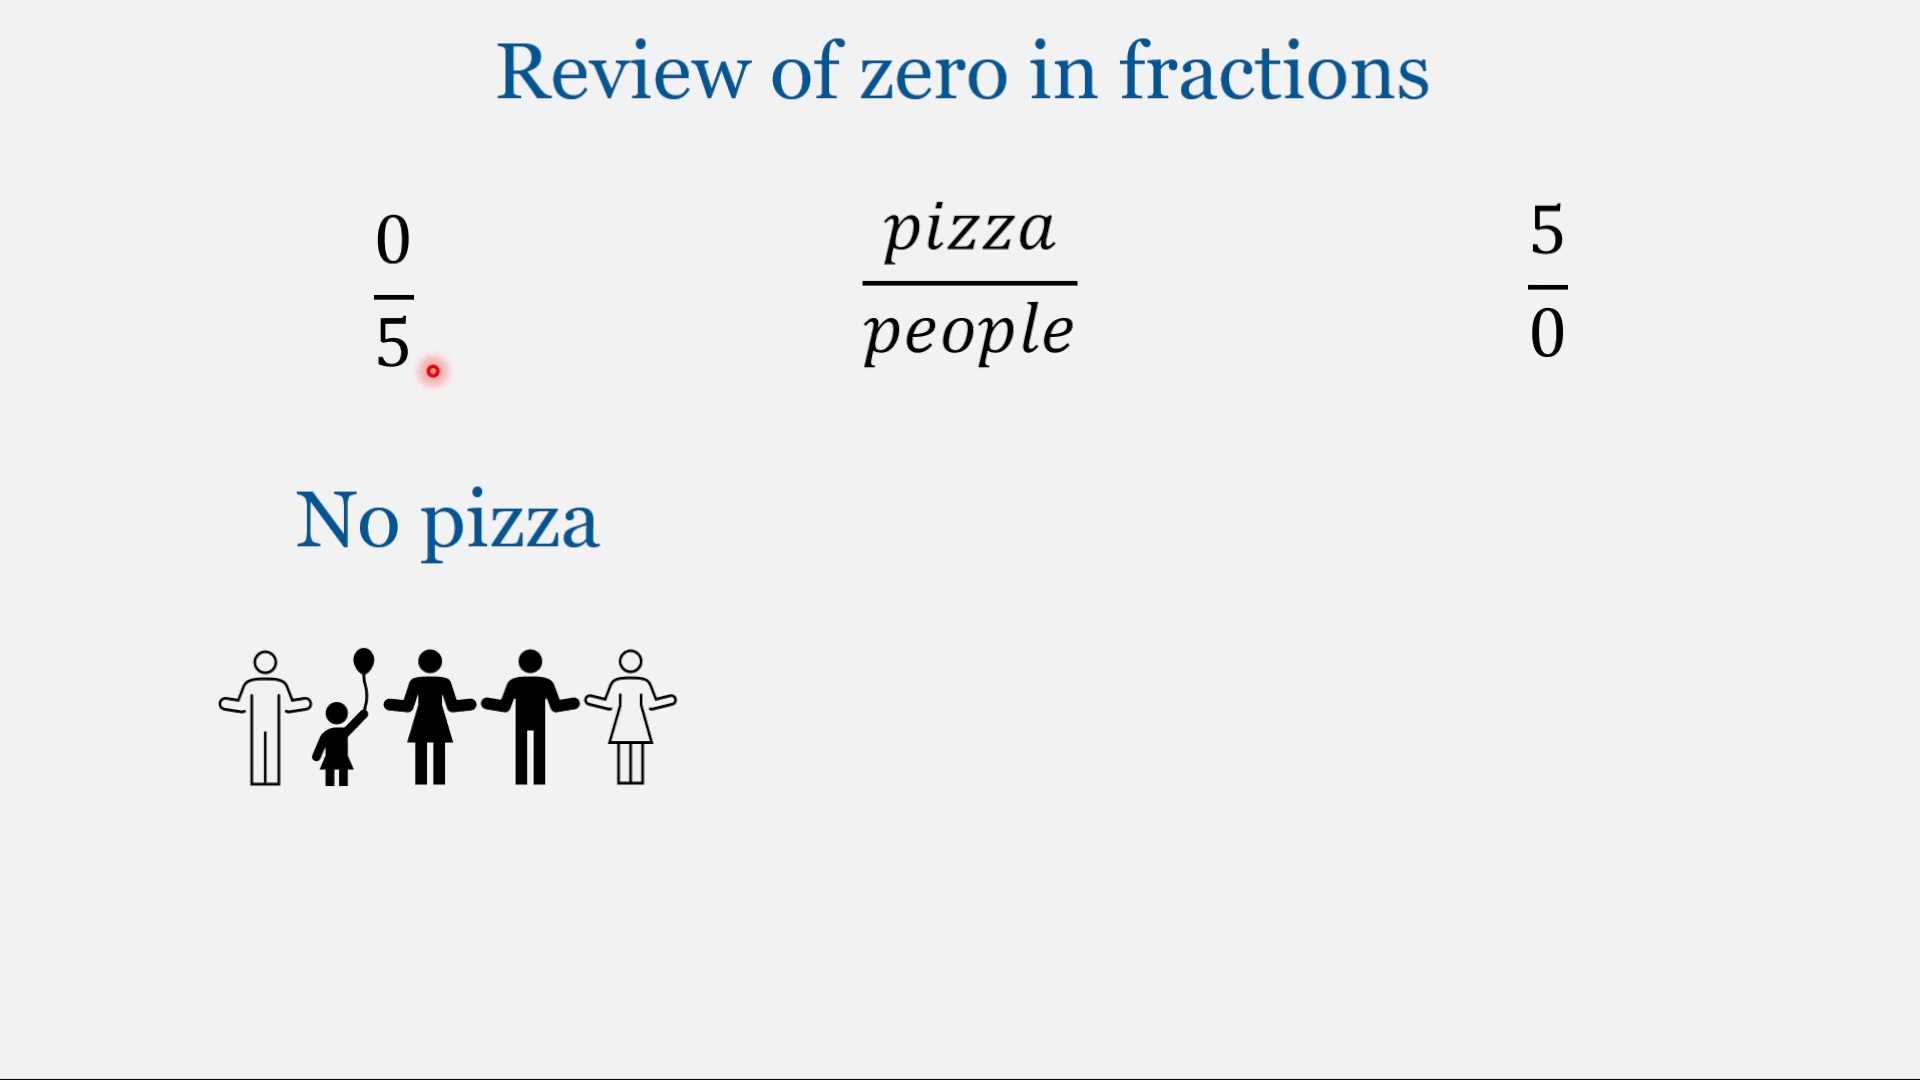 Review of zero in fractions
0
5
pizza
people
5
0
No pizza